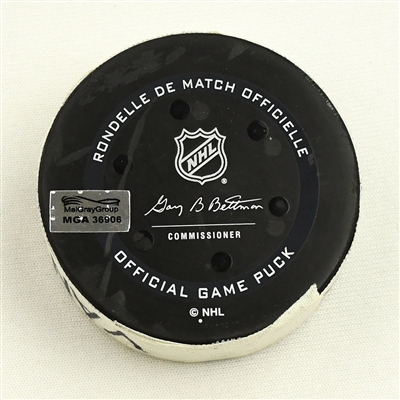 RONDELLE DE MATCH OFFICIELLE
NHL
MeiGrayGroup
MGA 36906
Gary B Bettman
COMMISSIONER
OFFICIAL GAME PUCK
© NHL